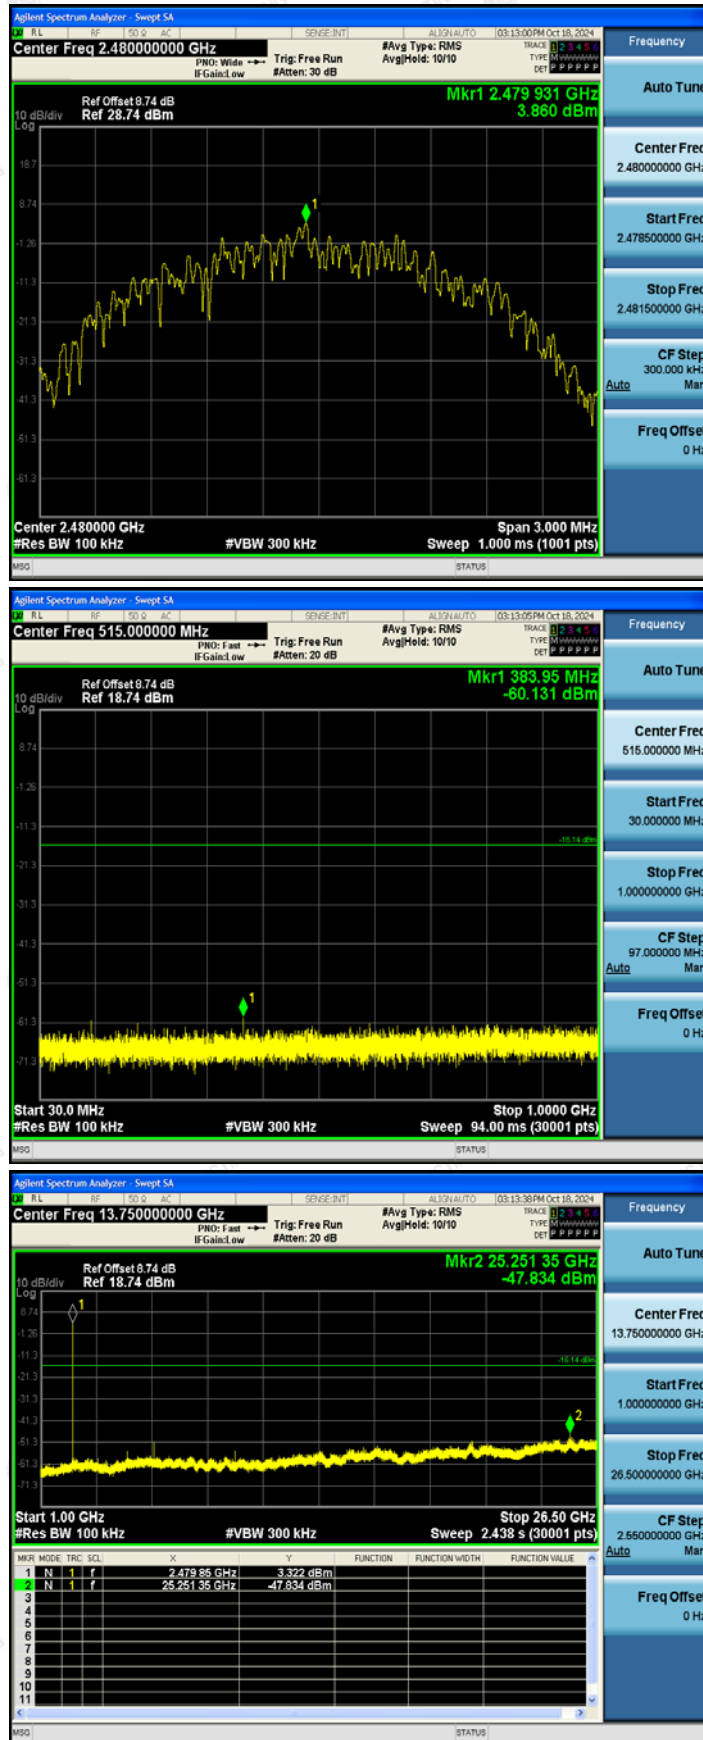 Agilent Spectrum Analyzer - Swept SA
RL RF 50 Ω AC SENSE:INT ALIGNAUTO 03:13:00PM Oct 18, 2024
Center Freq 2.480000000 GHz #Avg Type: RMS TRACE 1 2 3 4 5 6
PNO: Wide Trig: Free Run Avg|Hold: 10/10 TYPE M WWWWW
IFGain:Low #Atten: 30 dB DET P P P P P P
Mkr1 2.479 931 GHz
Ref Offset 8.74 dB 3.860 dBm
10 dB/div Ref 28.74 dBm
Log
18.7
8.74
1
-1.26
-11.3
-21.3
-31.3
-41.3
-51.3
-61.3
Center 2.480000 GHz Span 3.000 MHz
#Res BW 100 kHz #VBW 300 kHz Sweep 1.000 ms (1001 pts)
MSG STATUS
Frequency
Auto Tune
Center Freq
2.480000000 GHz
Start Freq
2.478500000 GHz
Stop Freq
2.481500000 GHz
CF Step
300.000 kHz
Auto Man
Freq Offset
0 Hz
Agilent Spectrum Analyzer - Swept SA
RL RF 50 Ω AC SENSE:INT ALIGNAUTO 03:13:05PM Oct 18, 2024
Center Freq 515.000000 MHz #Avg Type: RMS TRACE 1 2 3 4 5 6
PNO: Fast Trig: Free Run Avg|Hold: 10/10 TYPE M WWWWW
IFGain:Low #Atten: 20 dB DET P P P P P P
Mkr1 383.95 MHz
Ref Offset 8.74 dB -60.131 dBm
10 dB/div Ref 18.74 dBm
Log
8.74
-1.26
-11.3
-16.14 dBm
-21.3
-31.3
-41.3
-51.3
1
-61.3
-71.3
Start 30.0 MHz Stop 1.0000 GHz
#Res BW 100 kHz #VBW 300 kHz Sweep 94.00 ms (30001 pts)
MSG STATUS
Frequency
Auto Tune
Center Freq
515.000000 MHz
Start Freq
30.000000 MHz
Stop Freq
1.000000000 GHz
CF Step
97.000000 MHz
Auto Man
Freq Offset
0 Hz
Agilent Spectrum Analyzer - Swept SA
RL RF 50 Ω AC SENSE:INT ALIGNAUTO 03:13:38PM Oct 18, 2024
Center Freq 13.750000000 GHz #Avg Type: RMS TRACE 1 2 3 4 5 6
PNO: Fast Trig: Free Run Avg|Hold: 10/10 TYPE M WWWWW
IFGain:Low #Atten: 20 dB DET P P P P P P
Mkr2 25.251 35 GHz
Ref Offset 8.74 dB -47.834 dBm
10 dB/div Ref 18.74 dBm
Log
8.74
1
-1.26
-11.3
-16.14 dBm
-21.3
-31.3
-41.3
2
-51.3
-61.3
-71.3
Start 1.00 GHz Stop 26.50 GHz
#Res BW 100 kHz #VBW 300 kHz Sweep 2.438 s (30001 pts)
MKR MODE TRC SCL X Y FUNCTION FUNCTION WIDTH FUNCTION VALUE
1 N 1 f 2.479 85 GHz 3.322 dBm
2 N 1 f 25.251 35 GHz -47.834 dBm
3
4
5
6
7
8
9
10
11
MSG STATUS
Frequency
Auto Tune
Center Freq
13.750000000 GHz
Start Freq
1.000000000 GHz
Stop Freq
26.500000000 GHz
CF Step
2.550000000 GHz
Auto Man
Freq Offset
0 Hz